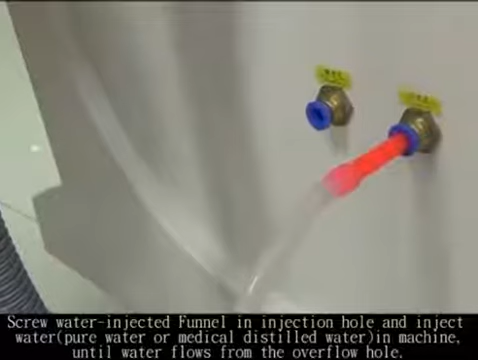 Screw water-injected Funnel in injection hole and inject
water(pure water or medical distilled water)in machine,
until water flows from the overflow hole.